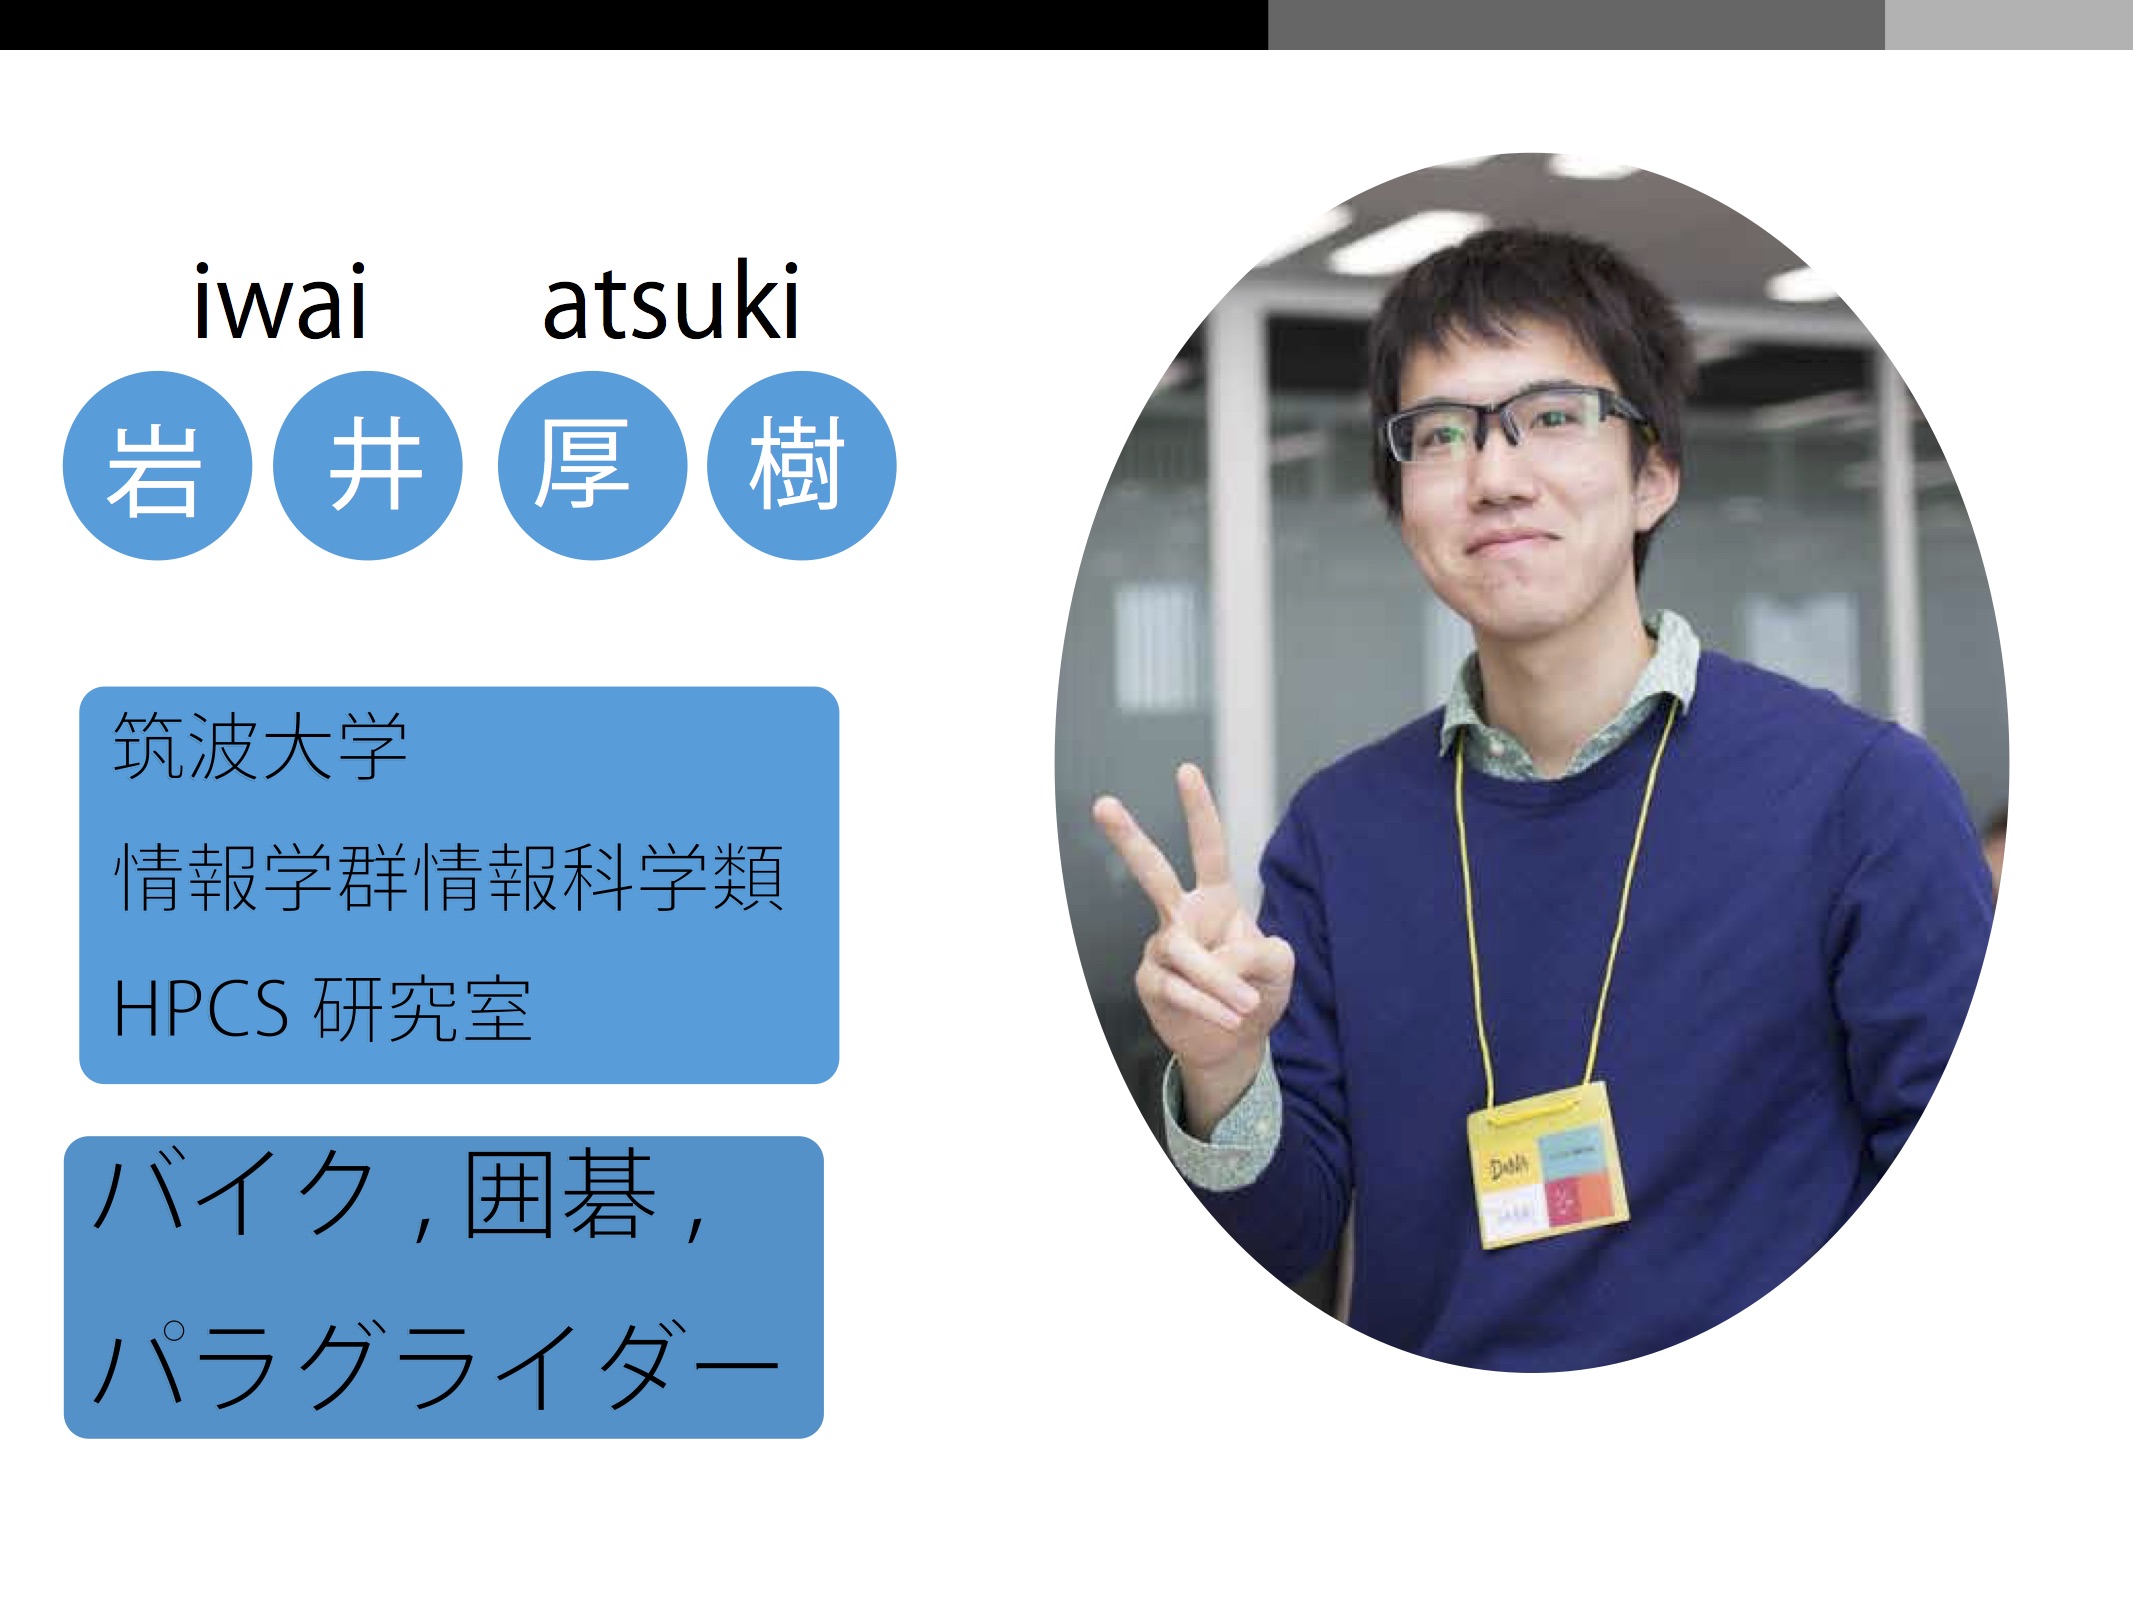 iwai atsuki
岩井厚樹
筑波大学
情報学群情報科学類
HPCS 研究室
バイク , 囲碁 ,
パラグライダー
DeNA